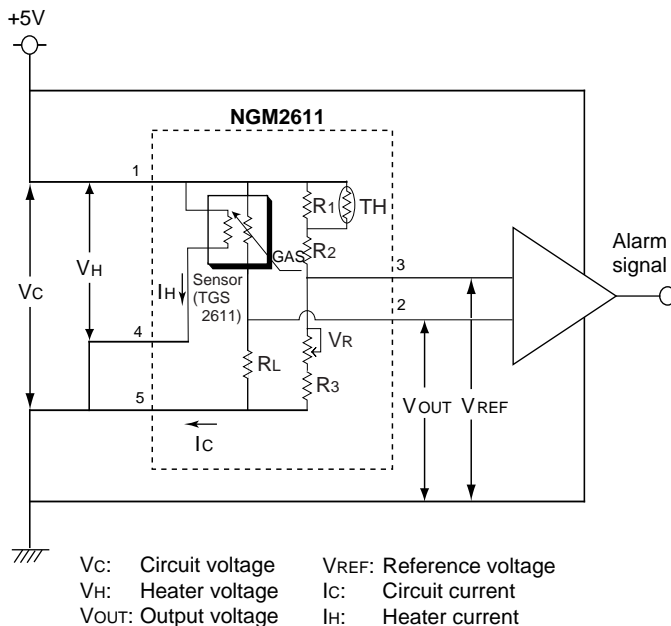 +5V
NGM2611
1
R1
TH
R2
GAS
Sensor
(TGS
2611)
3
2
Alarm
signal
VC
VH
IH
4
VR
RL
R3
5
IC
VOUT
VREF
VC: Circuit voltage
VREF: Reference voltage
VH: Heater voltage
IC: Circuit current
VOUT: Output voltage
IH: Heater current